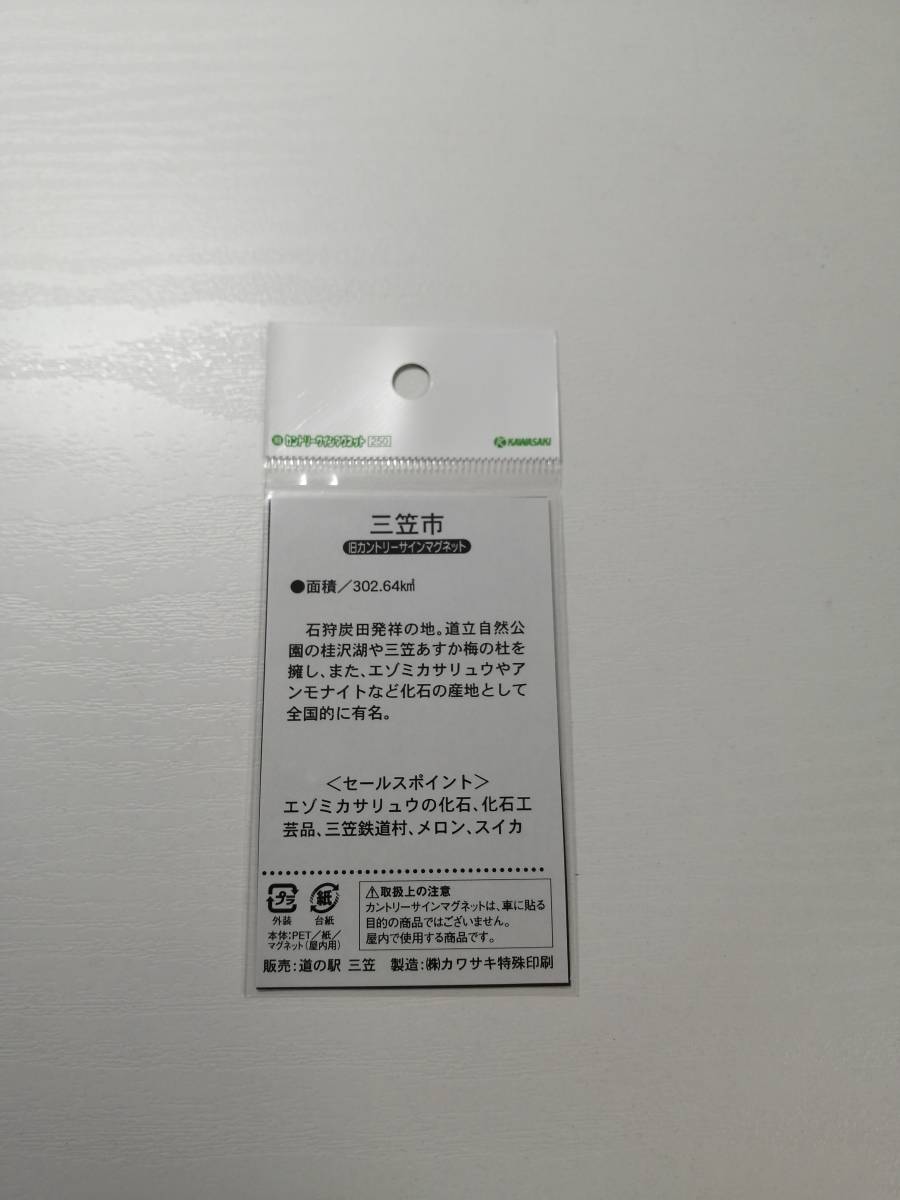 旧 カントリーサインマグネット 250
KAWASAKI
三笠市
旧カントリーサインマグネット
●面積／302.64㎢
石狩炭田発祥の地。道立自然公
園の桂沢湖や三笠あすか梅の杜を
擁し、また、エゾミカサリュウやア
ンモナイトなど化石の産地として
全国的に有名。
＜セールスポイント＞
エゾミカサリュウの化石、化石工
芸品、三笠鉄道村、メロン、スイカ
プラ 紙
外装 台紙
本体：PET／紙／
マグネット（屋内用）
⚠取扱上の注意
カントリーサインマグネットは、車に貼る
目的の商品ではございません。
屋内で使用する商品です。
販売：道の駅 三笠 製造：㈱カワサキ特殊印刷